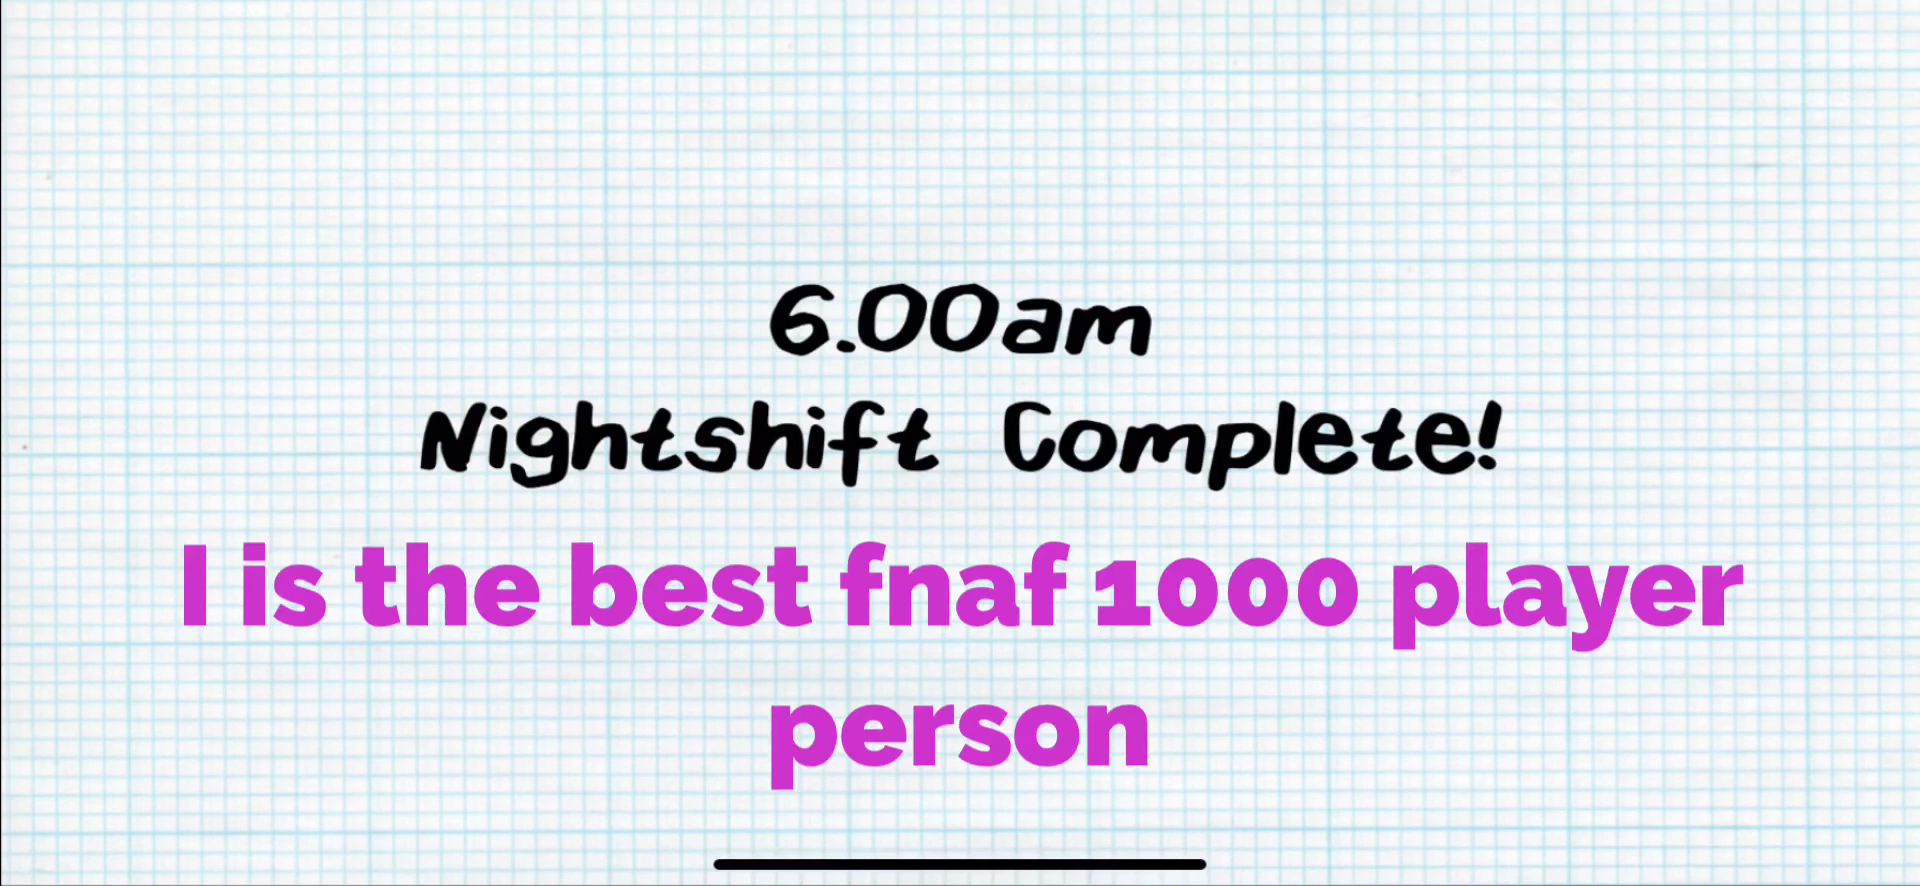 6.00am
Nightshift Complete!
I is the best fnaf 1000 player
person